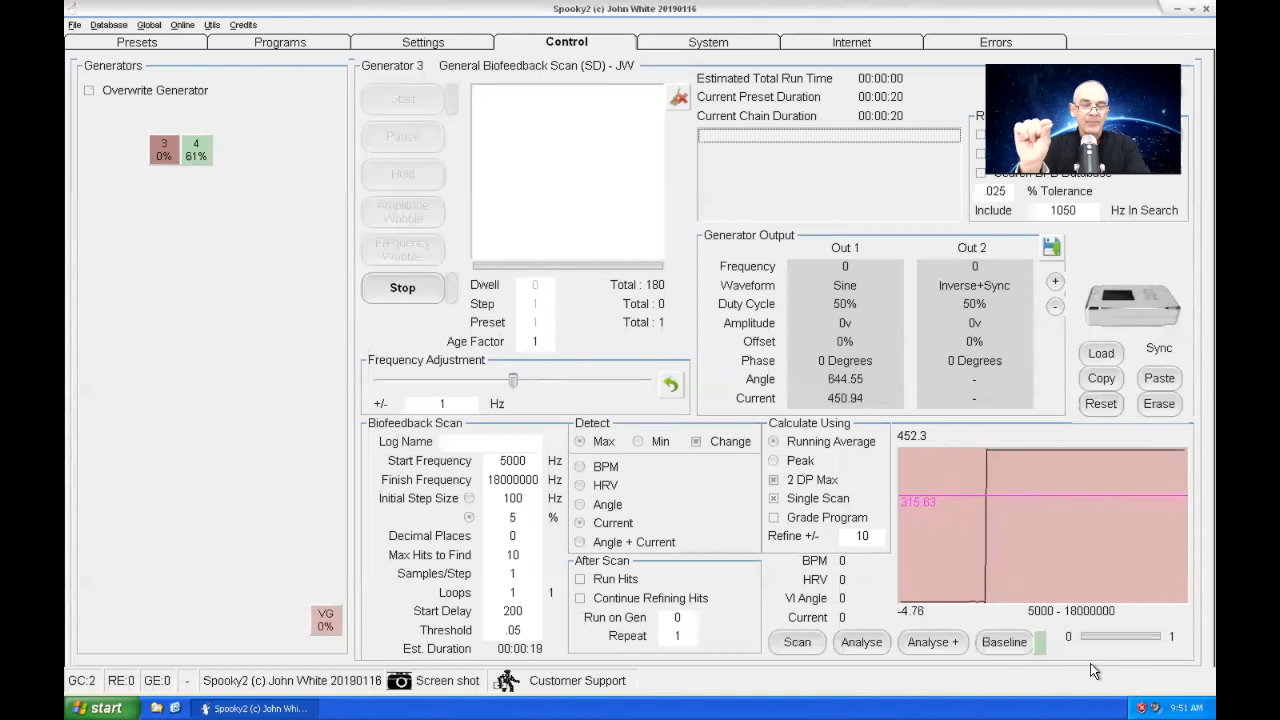 Spooky2 (c) John White 20190116
File Database Global Online Utils Credits
Presets Programs Settings Control System Internet Errors
Generators
Overwrite Generator
3 4
0% 61%
VG
0%
Generator 3 General Biofeedback Scan (SD) - JW
Start
Pause
Hold
Amplitude
Wobble
Frequency
Wobble
Stop
Dwell 0 Total : 180
Step 1 Total : 0
Preset 1 Total : 1
Age Factor 1
Estimated Total Run Time 00:00:00
Current Preset Duration 00:00:20
Current Chain Duration 00:00:20
.025 % Tolerance
Include 1050 Hz In Search
Frequency Adjustment
+/- 1 Hz
Generator Output
Out 1 Out 2
Frequency 0 0
Waveform Sine Inverse+Sync
Duty Cycle 50% 50%
Amplitude 0v 0v
Offset 0% 0%
Phase 0 Degrees 0 Degrees
Angle 644.55 -
Current 450.94 -
+
-
Load Sync
Copy Paste
Reset Erase
Biofeedback Scan
Log Name
Start Frequency 5000 Hz
Finish Frequency 18000000 Hz
Initial Step Size 100 Hz
5 %
Decimal Places 0
Max Hits to Find 10
Samples/Step 1
Loops 1 1
Start Delay 200
Threshold .05
Est. Duration 00:00:19
Detect
Max Min Change
BPM
HRV
Angle
Current
Angle + Current
After Scan
Run Hits
Continue Refining Hits
Run on Gen 0
Repeat 1
Calculate Using
Running Average
Peak
2 DP Max
Single Scan
Grade Program
Refine +/- 10
BPM 0
HRV 0
VI Angle 0
Current 0
452.3
315.63
-4.76 5000 - 18000000
Scan Analyse Analyse + Baseline 0 1
GC:2 RE:0 GE:0 - Spooky2 (c) John White 20190116 Screen shot Customer Support
start Spooky2 (c) John Whi... 9:51 AM